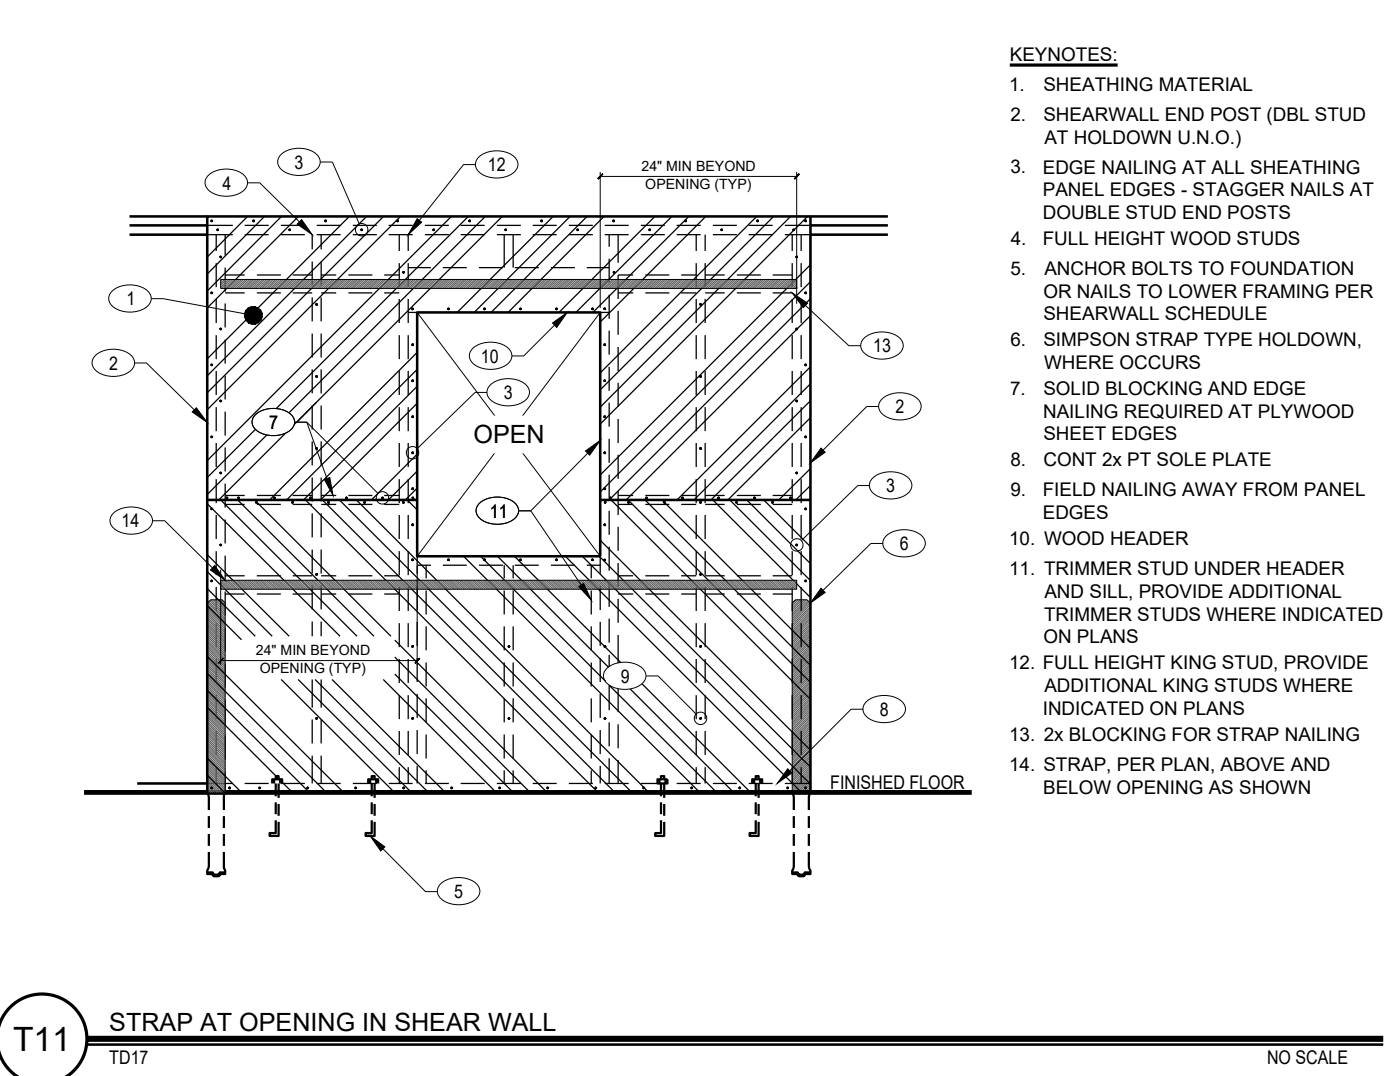 KEYNOTES:
1. SHEATHING MATERIAL
2. SHEARWALL END POST (DBL STUD
AT HOLDOWN U.N.O.)
3. EDGE NAILING AT ALL SHEATHING
PANEL EDGES - STAGGER NAILS AT
DOUBLE STUD END POSTS
4. FULL HEIGHT WOOD STUDS
5. ANCHOR BOLTS TO FOUNDATION
OR NAILS TO LOWER FRAMING PER
SHEARWALL SCHEDULE
6. SIMPSON STRAP TYPE HOLDOWN,
WHERE OCCURS
7. SOLID BLOCKING AND EDGE
NAILING REQUIRED AT PLYWOOD
SHEET EDGES
8. CONT 2x PT SOLE PLATE
9. FIELD NAILING AWAY FROM PANEL
EDGES
10. WOOD HEADER
11. TRIMMER STUD UNDER HEADER
AND SILL, PROVIDE ADDITIONAL
TRIMMER STUDS WHERE INDICATED
ON PLANS
12. FULL HEIGHT KING STUD, PROVIDE
ADDITIONAL KING STUDS WHERE
INDICATED ON PLANS
13. 2x BLOCKING FOR STRAP NAILING
14. STRAP, PER PLAN, ABOVE AND
BELOW OPENING AS SHOWN
3
12
4
24" MIN BEYOND
OPENING (TYP)
1
2
10
13
3
7
OPEN
2
11
3
14
6
24" MIN BEYOND
OPENING (TYP)
9
8
FINISHED FLOOR
5
T11
STRAP AT OPENING IN SHEAR WALL
TD17
NO SCALE